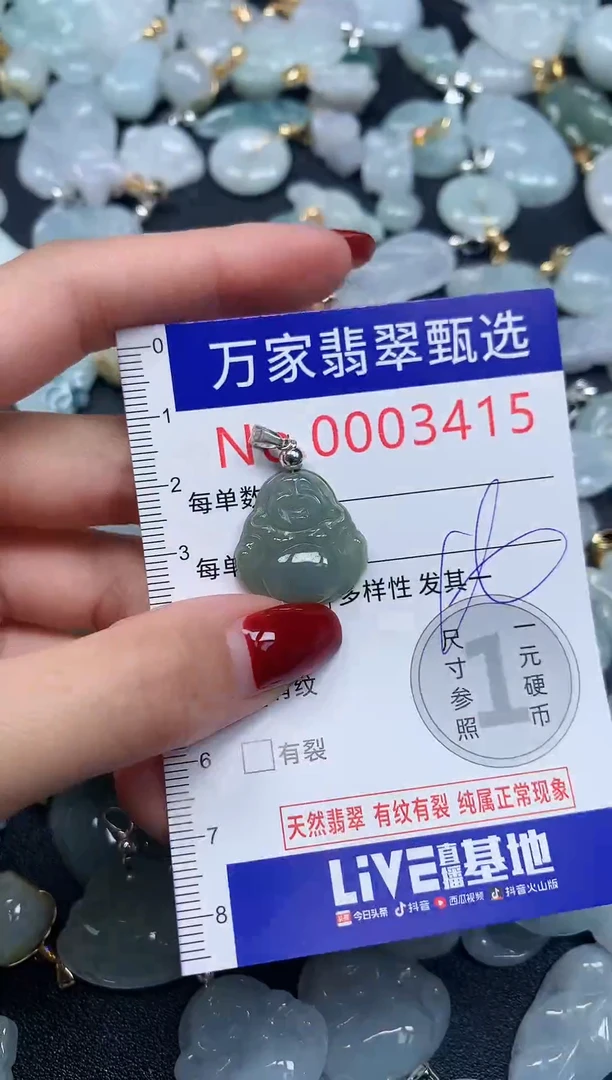 万家翡翠甄选
No.0003415
每单数
每单
多样性 发其一
有纹
有裂
尺寸参照
1
一元硬币
天然翡翠 有纹有裂 纯属正常现象
LiVE直播基地
今日头条 抖音 西瓜视频 抖音火山版
0
1
2
3
6
7
8